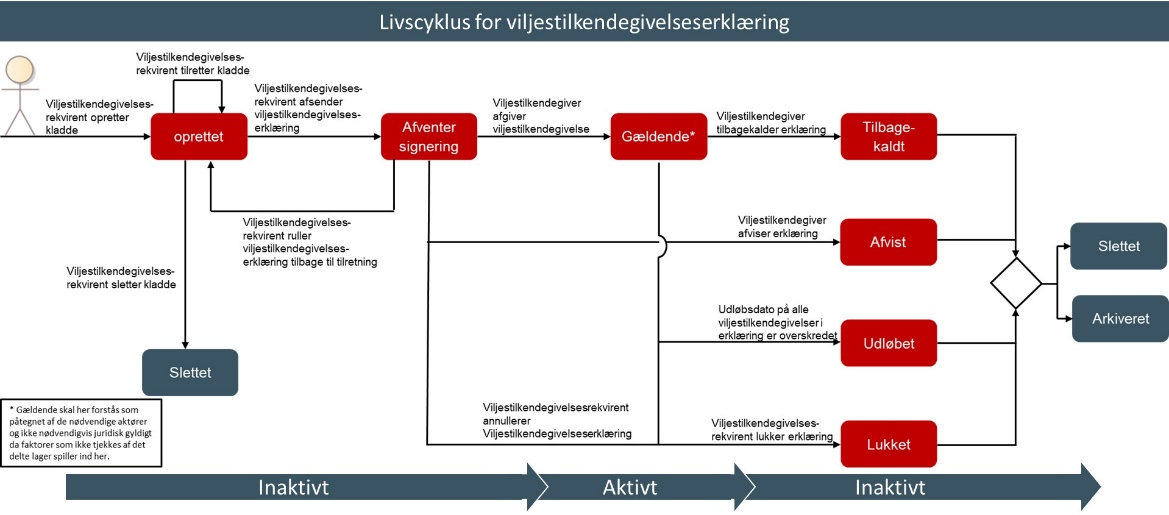 Livscyklus for viljestilkendegivelseserklæring
Viljestilkendegivelses-
rekvirent tilretter kladde
Viljestilkendegivelses-
rekvirent opretter
kladde
oprettet
Viljestilkendegivelses-
rekvirent afsender
viljestilkendegivelses-
erklæring
Afventer
signering
Viljestilkendegiver
afgiver
viljestilkendegivelse
Gældende*
Viljestilkendegiver
tilbagekalder erklæring
Tilbage-
kaldt
Viljestilkendegivelses-
rekvirent ruller
viljestilkendegivelses-
erklæring tilbage til tilretning
Viljestilkendegiver
afviser erklæring
Afvist
Slettet
Viljestilkendegivelses-
rekvirent sletter kladde
Udløbsdato på alle
viljestilkendegivelser i
erklæring er overskredet
Udløbet
Arkiveret
Slettet
* Gældende skal her forstås som
påtegnet af de nødvendige aktører
og ikke nødvendigvis juridisk gyldigt
da faktorer som ikke tjekkes af det
delte lager spiller ind her.
Viljestilkendegivelsesrekvirent
annullerer
Viljestilkendegivelseserklæring
Viljestilkendegivelses-
rekvirent lukker erklæring
Lukket
Inaktivt
Aktivt
Inaktivt